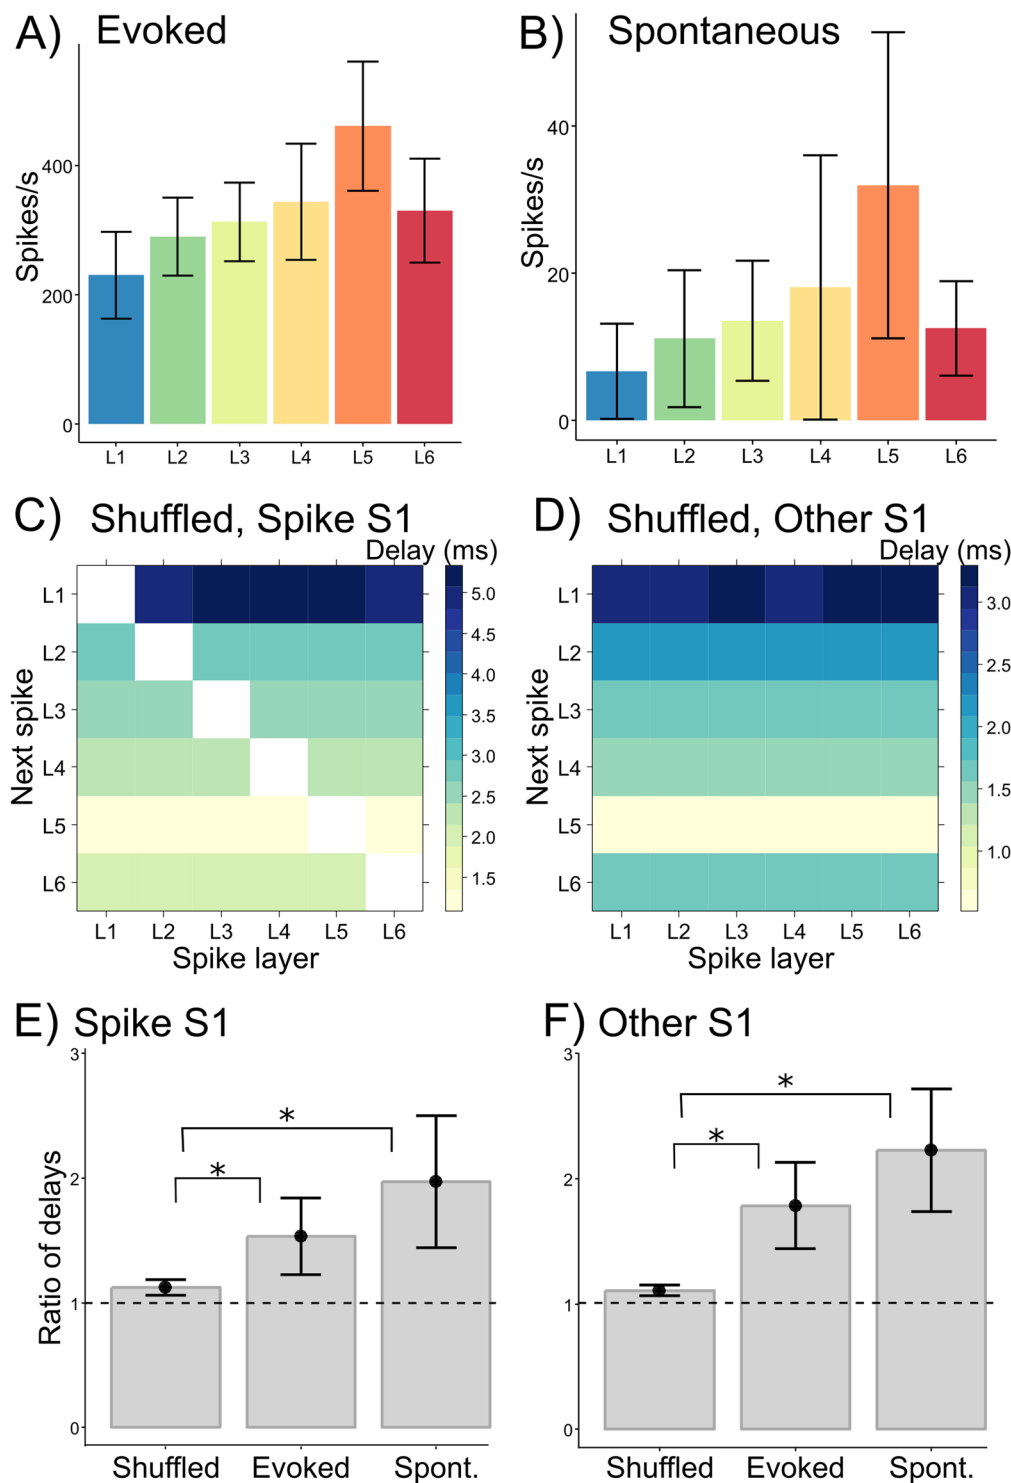 A) Evoked
Spikes/s
400
200
0
L1 L2 L3 L4 L5 L6
B) Spontaneous
Spikes/s
40
20
0
L1 L2 L3 L4 L5 L6
C) Shuffled, Spike S1
Delay (ms)
Next spike
L1
L2
L3
L4
L5
L6
L1 L2 L3 L4 L5 L6
Spike layer
5.0
4.5
4.0
3.5
3.0
2.5
2.0
1.5
D) Shuffled, Other S1
Delay (ms)
Next spike
L1
L2
L3
L4
L5
L6
L1 L2 L3 L4 L5 L6
Spike layer
3.0
2.5
2.0
1.5
1.0
E) Spike S1
Ratio of delays
3
2
1
0
*
*
Shuffled Evoked Spont.
F) Other S1
3
2
1
0
*
*
Shuffled Evoked Spont.